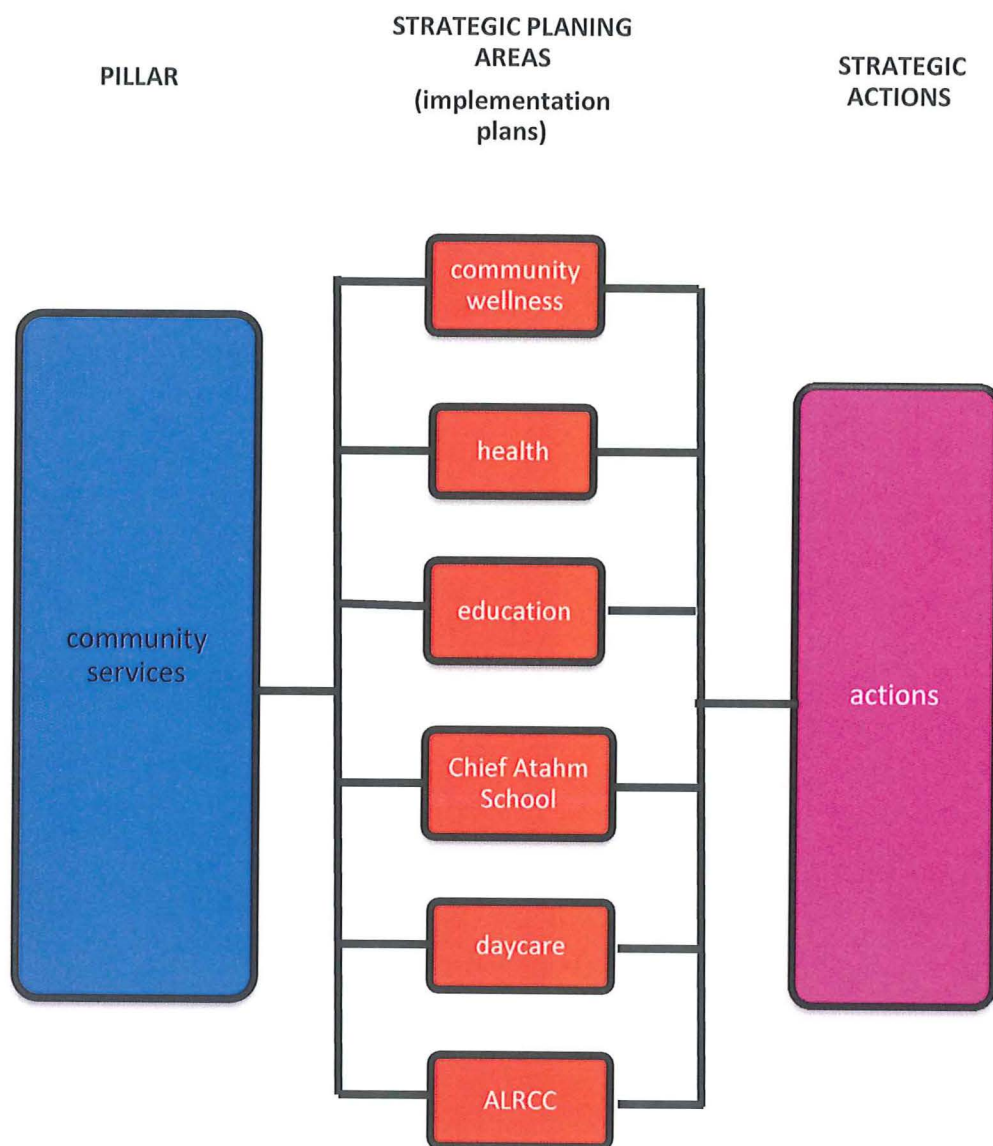 PILLAR
STRATEGIC PLANING
AREAS
(implementation
plans)
STRATEGIC
ACTIONS
community
services
community
wellness
health
education
Chief Atahm
School
daycare
ALRCC
actions